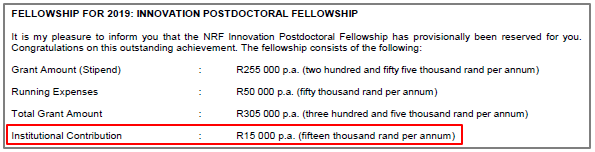 FELLOWSHIP FOR 2019: INNOVATION POSTDOCTORAL FELLOWSHIP
It is my pleasure to inform you that the NRF Innovation Postdoctoral Fellowship has provisionally been reserved for you.
Congratulations on this outstanding achievement. The fellowship consists of the following:
Grant Amount (Stipend) : R255 000 p.a. (two hundred and fifty five thousand rand per annum)
Running Expenses : R50 000 p.a. (fifty thousand rand per annum)
Total Grant Amount : R305 000 p.a. (three hundred and five thousand rand per annum)
Institutional Contribution : R15 000 p.a. (fifteen thousand rand per annum)